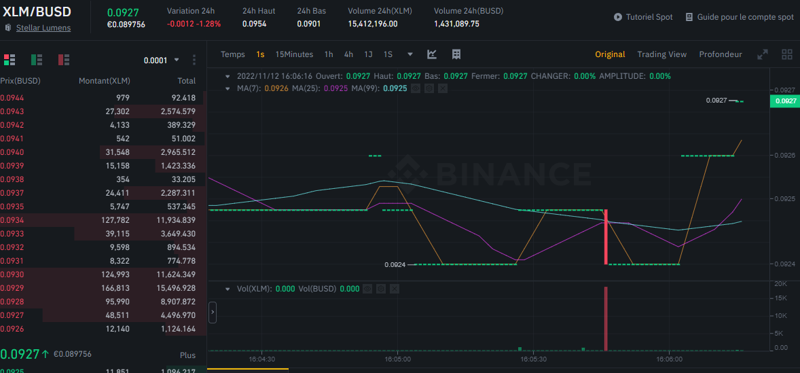 XLM/BUSD
Stellar Lumens
0.0927
€0.089756
Variation 24h
-0.0012 -1.28%
24h Haut
0.0954
24h Bas
0.0901
Volume 24h(XLM)
15,412,196.00
Volume 24h(BUSD)
1,431,089.75
Tutoriel Spot
Guide pour le compte spot
0.0001
Prix(BUSD) Montant(XLM) Total
0.0944 979 92.418
0.0943 27,302 2,574.579
0.0942 4,133 389.329
0.0941 542 51.002
0.0940 31,548 2,965.512
0.0939 15,158 1,423.336
0.0938 354 33.205
0.0937 24,411 2,287.311
0.0935 5,747 537.345
0.0934 127,782 11,934.839
0.0933 39,115 3,649.430
0.0932 9,598 894.534
0.0931 8,322 774.778
0.0930 124,993 11,624.349
0.0929 166,813 15,496.928
0.0928 95,990 8,907.872
0.0927 48,511 4,496.970
0.0926 12,140 1,124.164
0.0927 ↑ €0.089756 Plus
0.0925 11,851 1,096.217
Temps 1s 15Minutes 1h 4h 1J 1S
Original Trading View Profondeur
2022/11/12 16:06:16 Ouvert: 0.0927 Haut: 0.0927 Bas: 0.0927 Fermer: 0.0927 CHANGER: 0.00% AMPLITUDE: 0.00%
MA(7): 0.0926 MA(25): 0.0925 MA(99): 0.0925
BINANCE
0.0927
0.0924
0.0927
0.0927
0.0926
0.0925
0.0924
Vol(XLM): 0.000 Vol(BUSD) 0.000
20K
15K
10K
5K
0.00
16:04:30 16:05:00 16:05:30 16:06:00